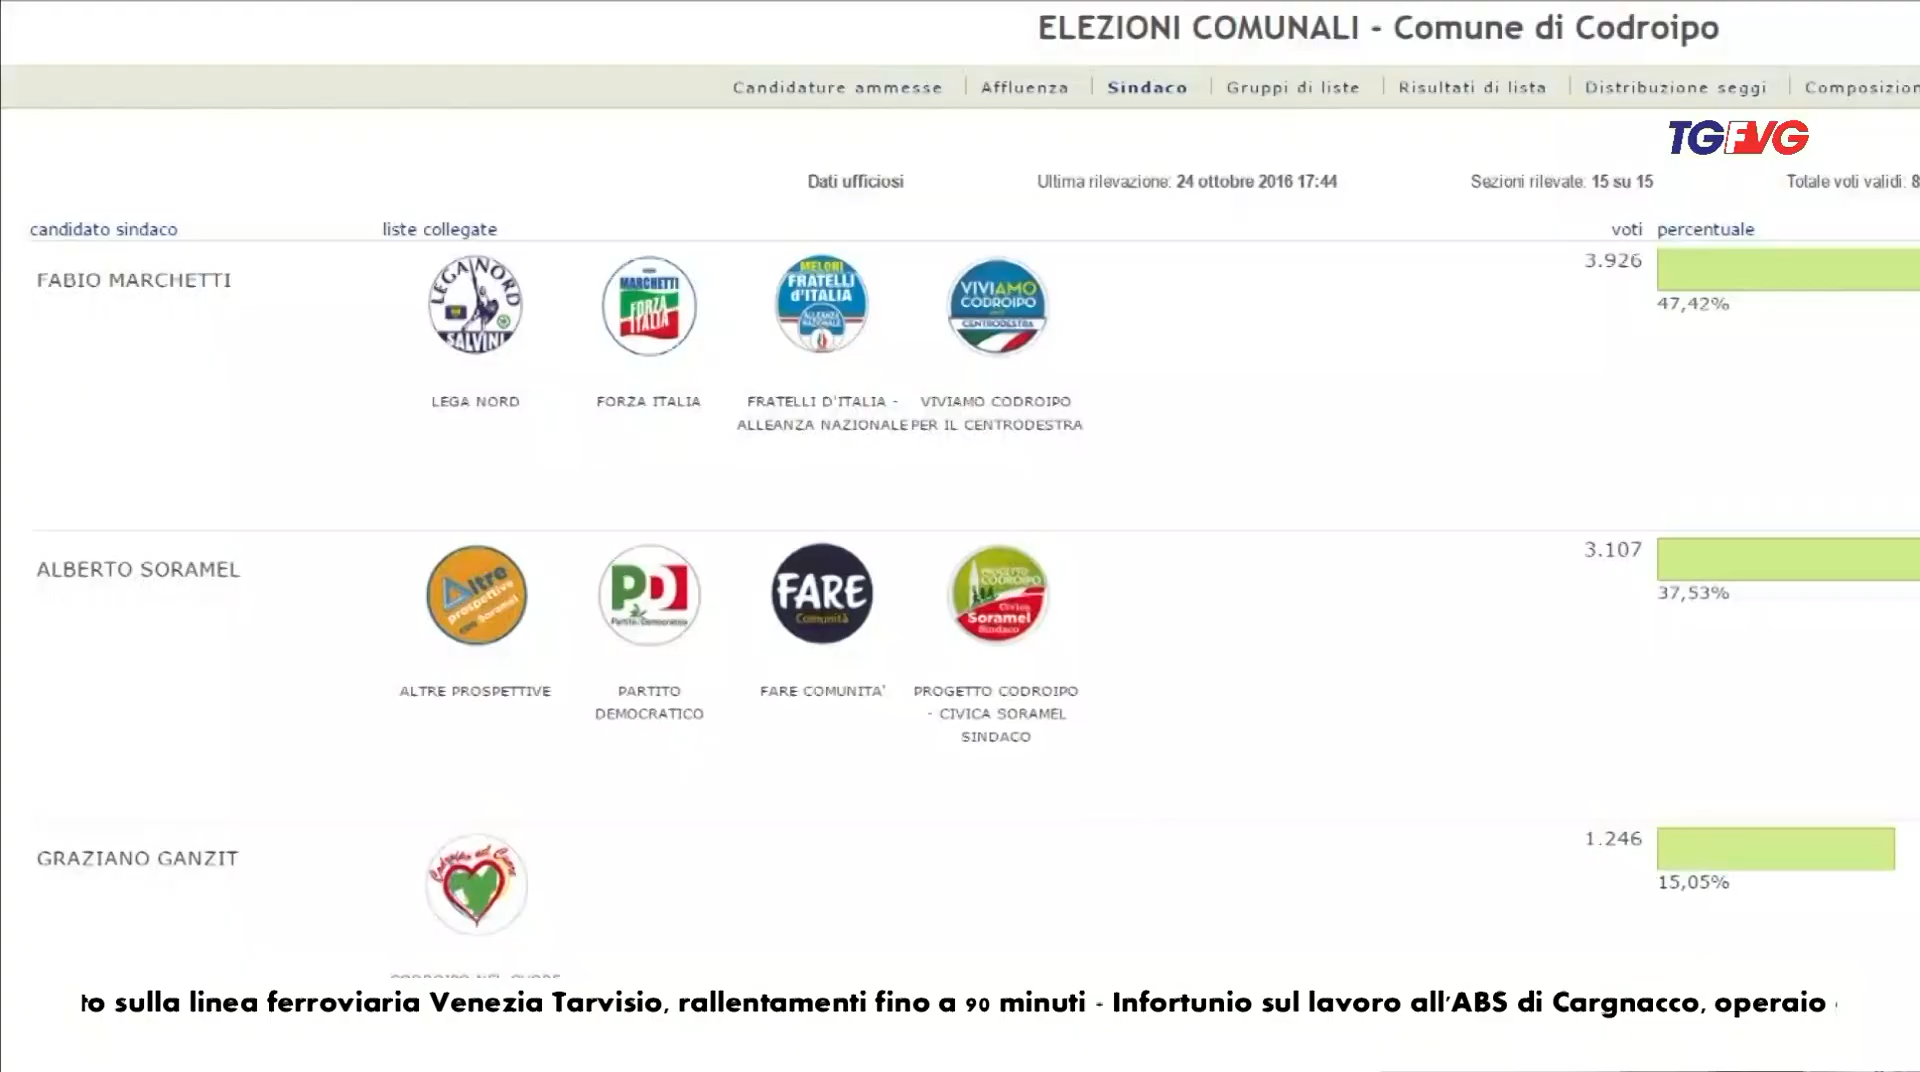 ELEZIONI COMUNALI - Comune di Codroipo
Candidature ammesse Affluenza Sindaco Gruppi di liste Risultati di lista Distribuzione seggi
TGFVG
Dati ufficiosi Ultima rilevazione: 24 ottobre 2016 17:44 Sezioni rilevate: 15 su 15 Totale voti validi: 8
candidato sindaco liste collegate voti percentuale
FABIO MARCHETTI
3.926
47,42%
LEGA NORD
SALVINI
MARCHETTI
FORZA
ITALIA
MELONI
FRATELLI
d'ITALIA
ALLEANZA
NAZIONALE
VIVIAMO
CODROIPO
CENTRODESTRA
LEGA NORD FORZA ITALIA FRATELLI D'ITALIA - VIVIAMO CODROIPO
ALLEANZA NAZIONALE PER IL CENTRODESTRA
ALBERTO SORAMEL
3.107
37,53%
Altre
prospettive
con Soramel
PD
Partito Democratico
FARE
Comunità
PROGETTO
CODROIPO
Civica
Soramel
Sindaco
ALTRE PROSPETTIVE PARTITO FARE COMUNITA' PROGETTO CODROIPO
DEMOCRATICO - CIVICA SORAMEL
SINDACO
GRAZIANO GANZIT
1.246
15,05%
sulla linea ferroviaria Venezia Tarvisio, rallentamenti fino a 90 minuti - Infortunio sul lavoro all'ABS di Cargnacco, operaio